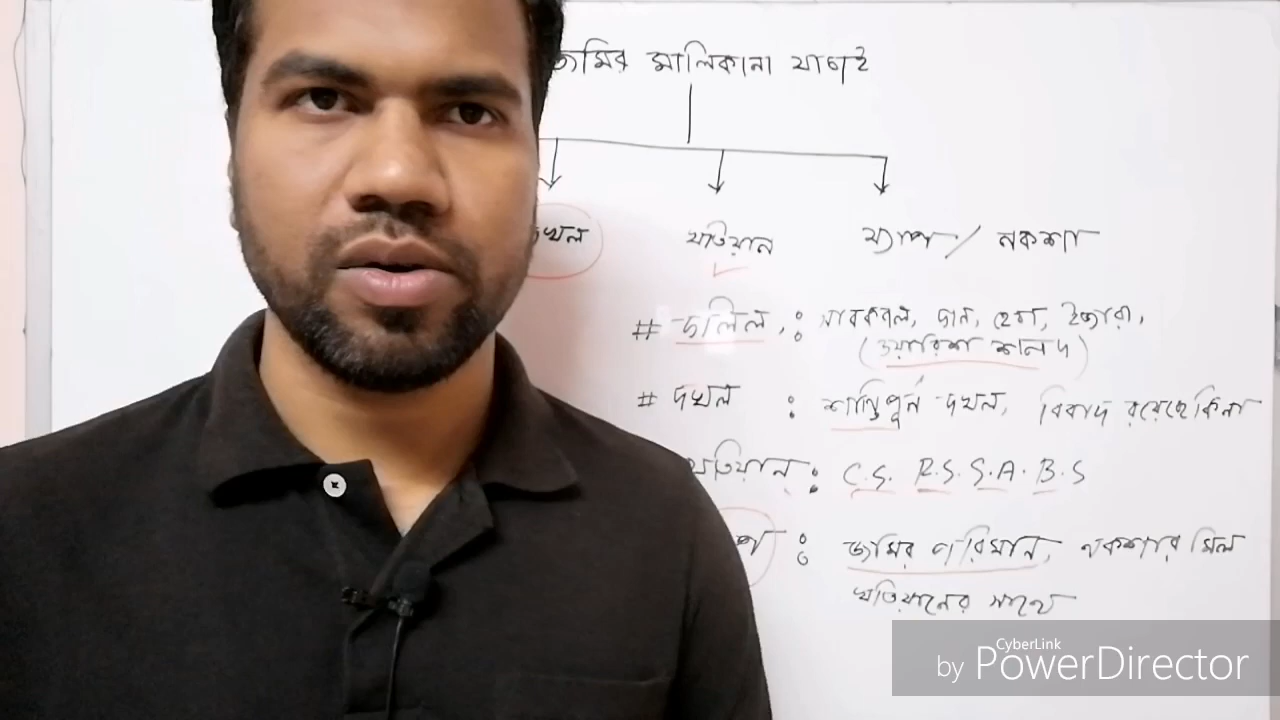 জমির মালিকানা যাচাই
দখল খতিয়ান ম্যাপ / নকশা
# দলিল : সাবকবলা, দান, হেবা, ইজারা,
(ওয়ারিশ সনদ)
# দখল : শান্তিপূর্ন দখল, বিবাদ রয়েছে কিনা
খতিয়ান : C.S. R.S. S.A. B.S
: জমির পরিমান, নকশার মিল
খতিয়ানের সাথে
CyberLink
by PowerDirector